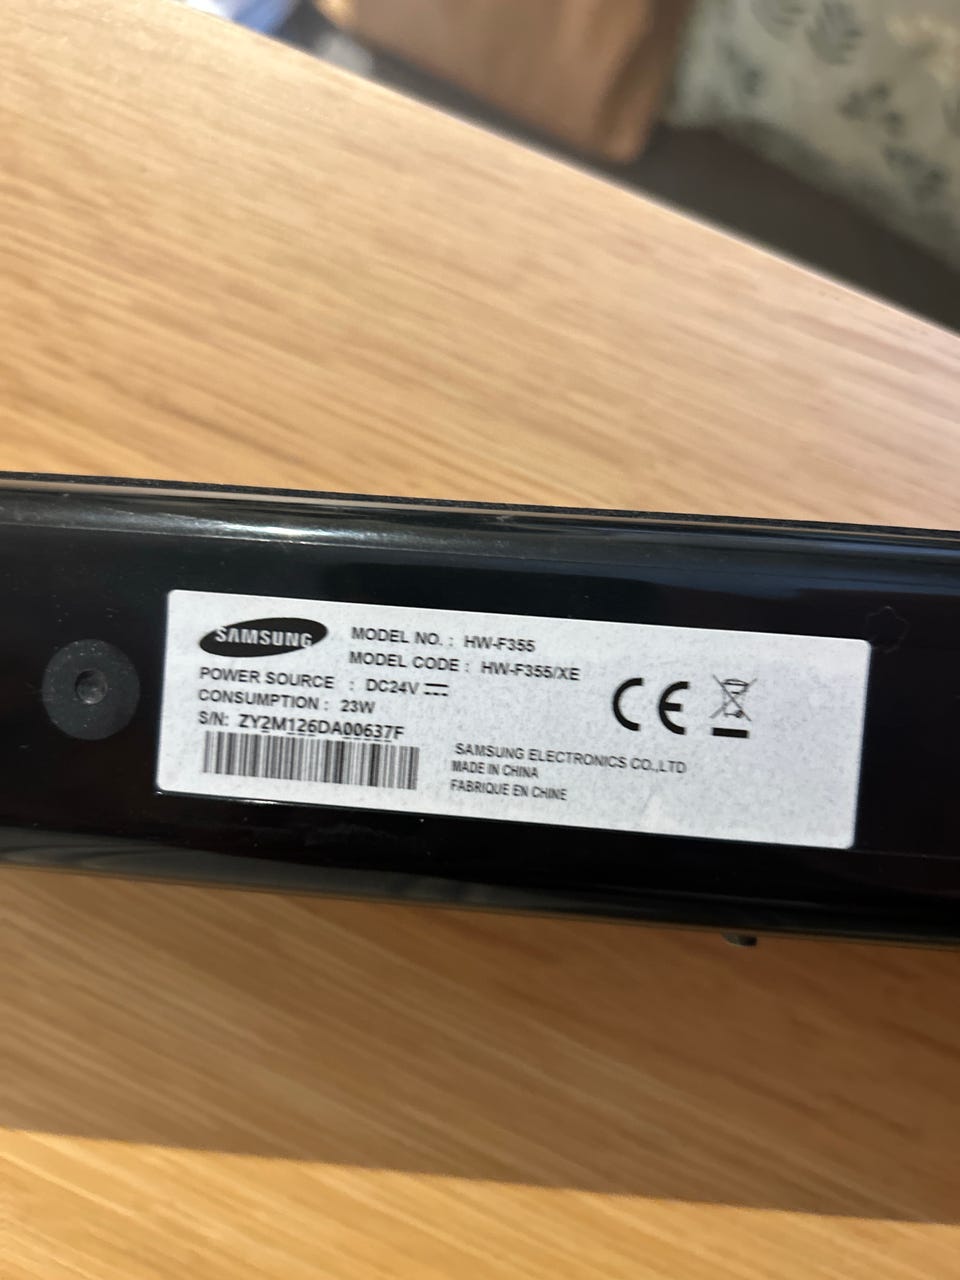 SAMSUNG
MODEL NO. : HW-F355
MODEL CODE : HW-F355/XE
POWER SOURCE : DC24V
CONSUMPTION : 23W
S/N: ZY2M126DA00637F
CE
SAMSUNG ELECTRONICS CO.,LTD
MADE IN CHINA
FABRIQUE EN CHINE